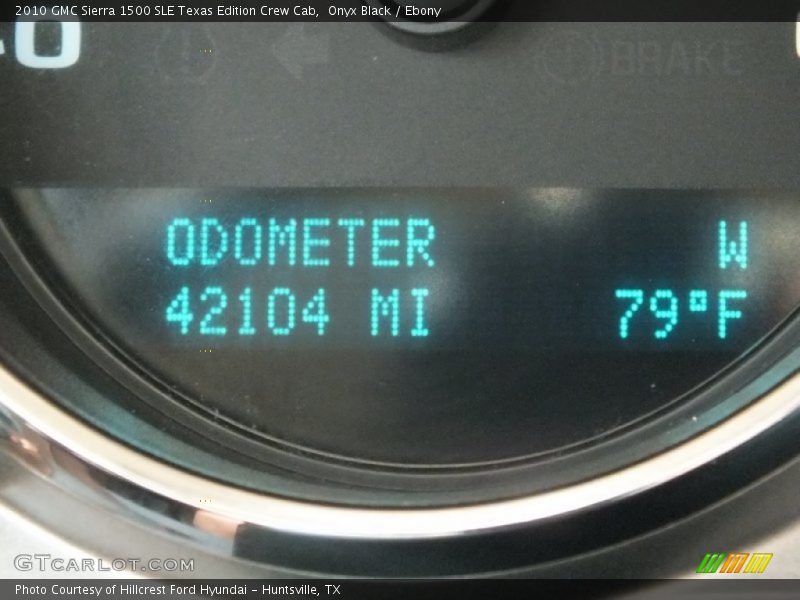 2010 GMC Sierra 1500 SLE Texas Edition Crew Cab,  Onyx Black / Ebony
BRAKE
ODOMETER W
42104 MI 79°F
GTCARLOT.COM
Photo Courtesy of Hillcrest Ford Hyundai – Huntsville, TX